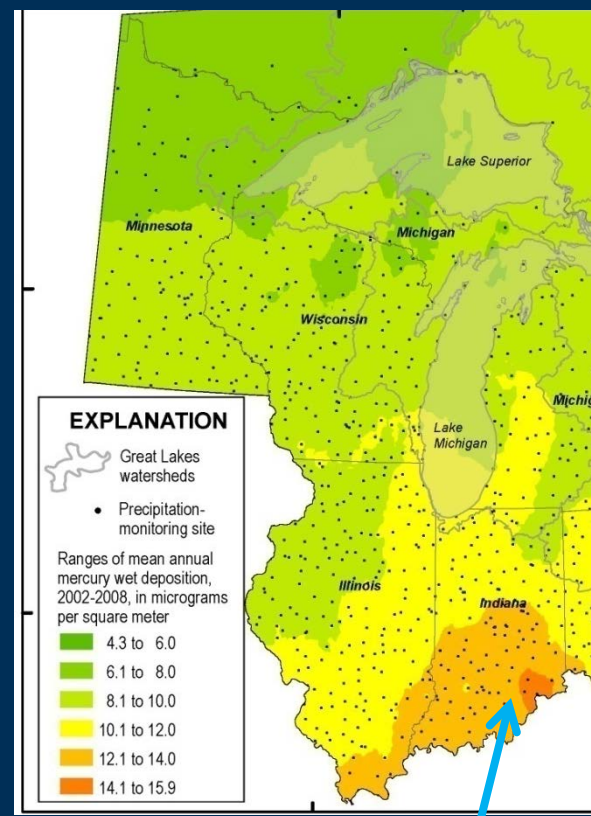 Lake Superior
Minnesota
Michigan
Wisconsin
Lake
Michigan
EXPLANATION
Great Lakes
watersheds
Precipitation-
monitoring site
Ranges of mean annual
mercury wet deposition,
2002-2008, in micrograms
per square meter
4.3 to 6.0
6.1 to 8.0
8.1 to 10.0
10.1 to 12.0
12.1 to 14.0
14.1 to 15.9
Illinois
Indiana